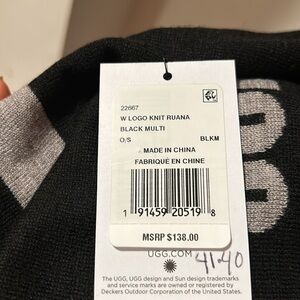 22667
W LOGO KNIT RUANA
BLACK MULTI
O/S BLKM
MADE IN CHINA
FABRIQUÉ EN CHINE
1 91459 20519 8
MSRP $138.00
UGG.COM
41.40
The UGG, UGG design and Sun design trademarks
and service marks are owned or registered by
Deckers Outdoor Corporation of the United States.